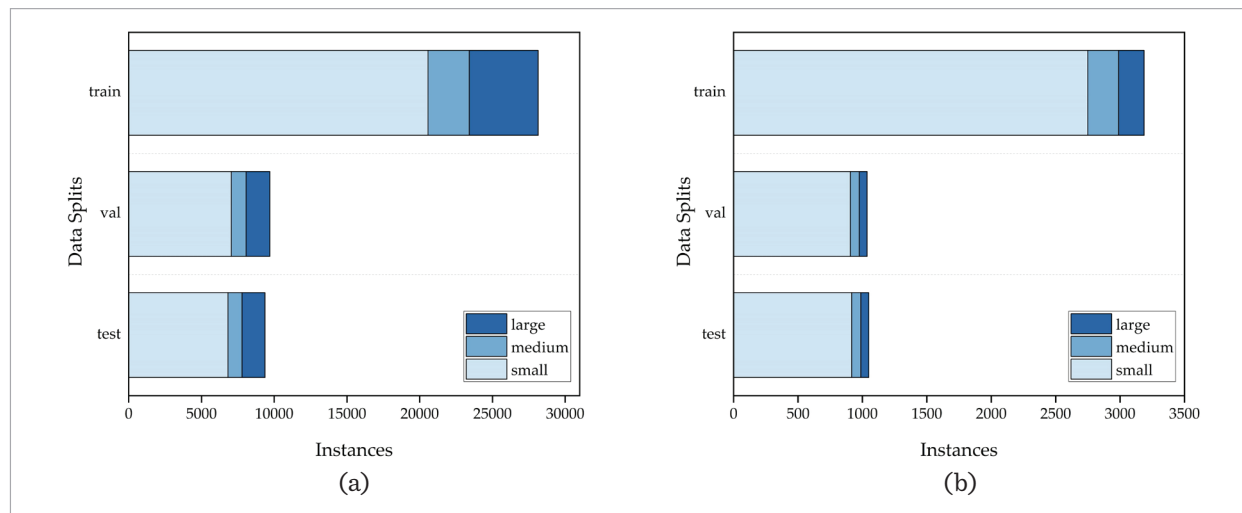 train
val
test
Data Splits
large
medium
small
0 5000 10000 15000 20000 25000 30000
Instances
(a)
train
val
test
Data Splits
large
medium
small
0 500 1000 1500 2000 2500 3000 3500
Instances
(b)